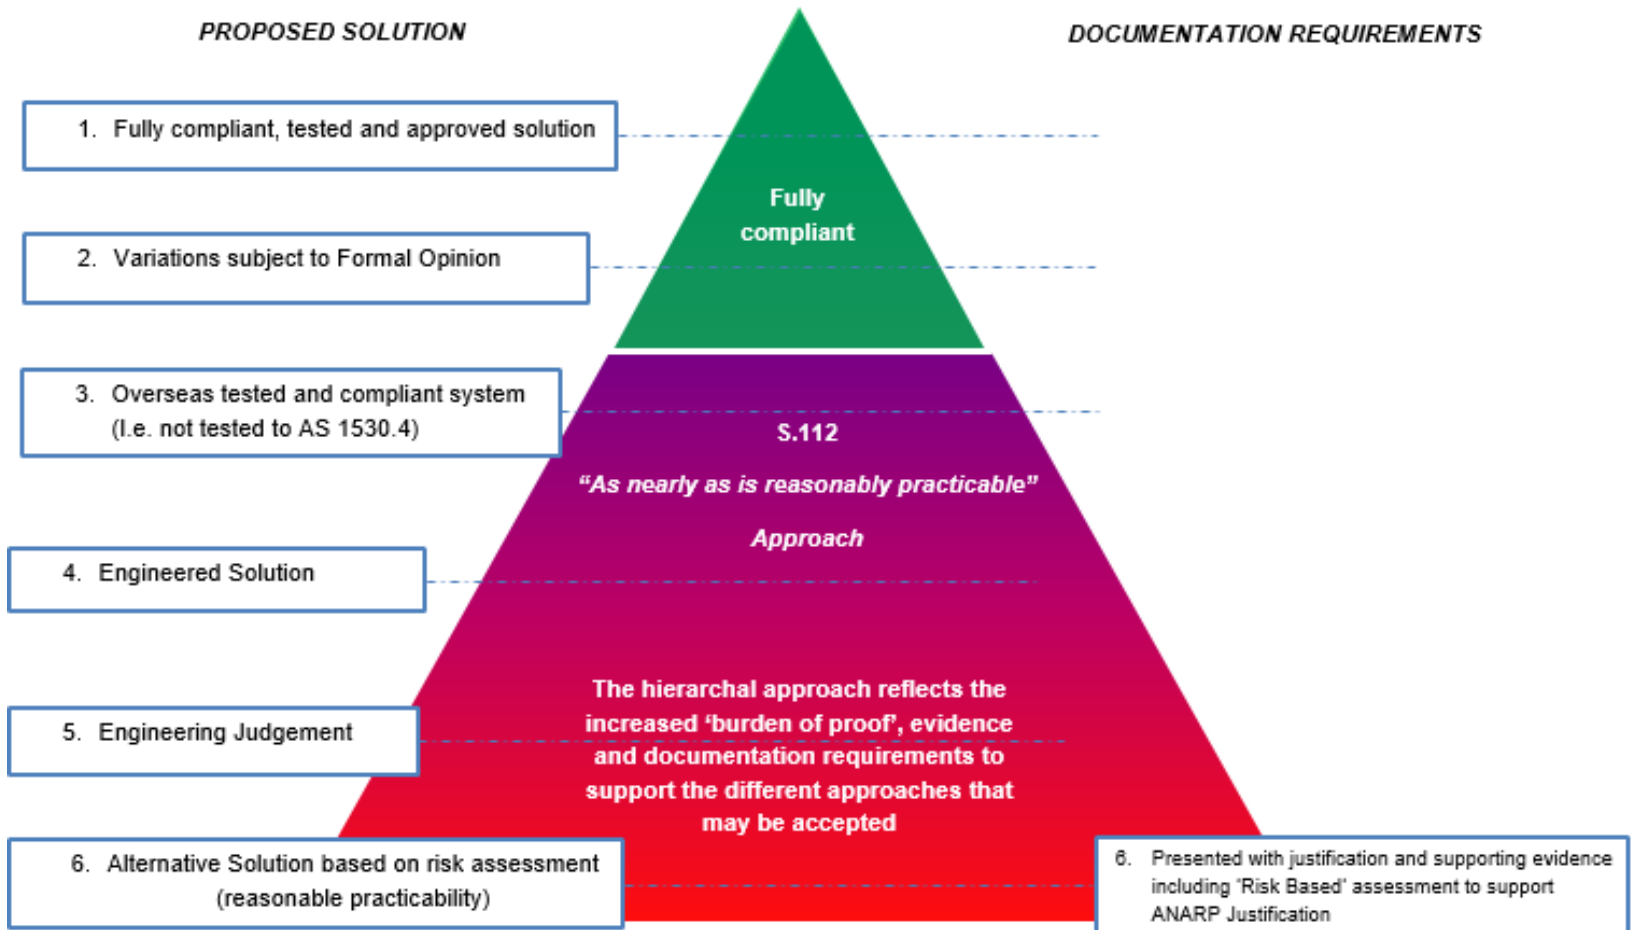 PROPOSED SOLUTION
DOCUMENTATION REQUIREMENTS
1. Fully compliant, tested and approved solution
Fully
compliant
2. Variations subject to Formal Opinion
3. Overseas tested and compliant system
(I.e. not tested to AS 1530.4)
S.112
“As nearly as is reasonably practicable”
Approach
4. Engineered Solution
The hierarchal approach reflects the
increased ‘burden of proof’, evidence
and documentation requirements to
support the different approaches that
may be accepted
5. Engineering Judgement
6. Alternative Solution based on risk assessment
(reasonable practicability)
6. Presented with justification and supporting evidence
including ‘Risk Based’ assessment to support
ANARP Justification